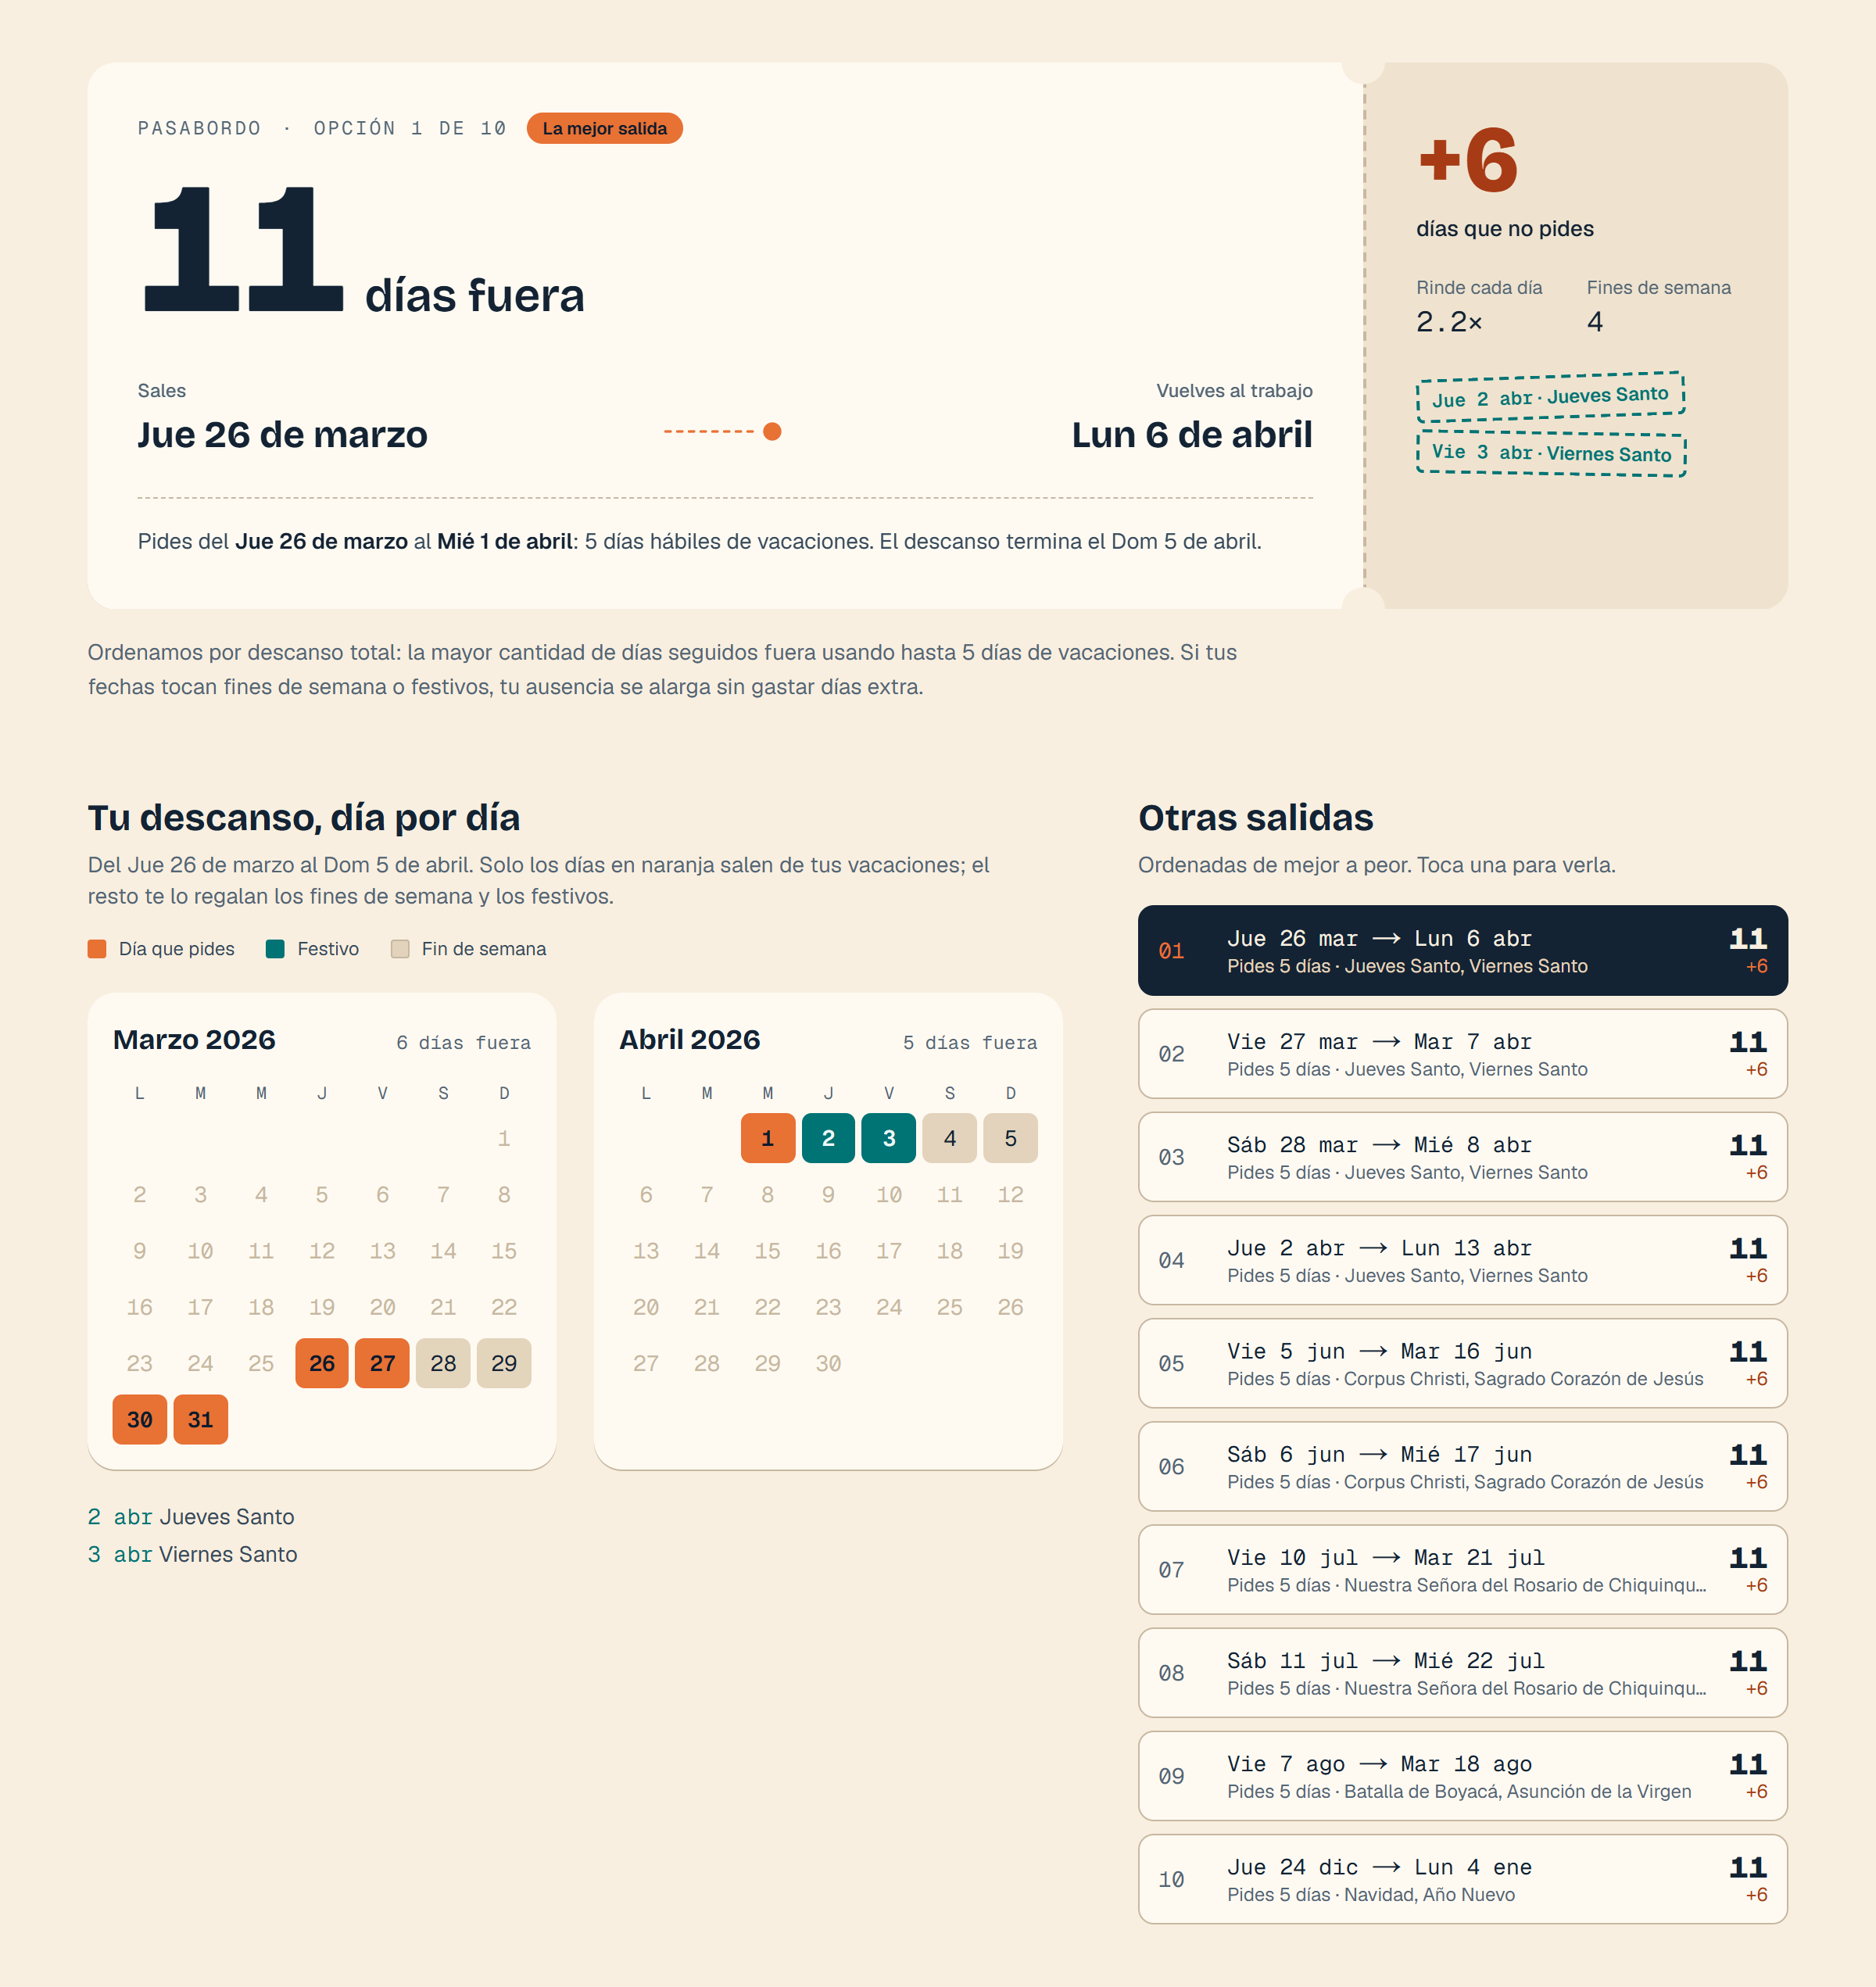 PASABORDO · OPCIÓN 1 DE 10 La mejor salida
11 días fuera
Sales
Jue 26 de marzo
Vuelves al trabajo
Lun 6 de abril
Pides del Jue 26 de marzo al Mié 1 de abril: 5 días hábiles de vacaciones. El descanso termina el Dom 5 de abril.
+6
días que no pides
Rinde cada día
2.2×
Fines de semana
4
Jue 2 abr · Jueves Santo
Vie 3 abr · Viernes Santo
Ordenamos por descanso total: la mayor cantidad de días seguidos fuera usando hasta 5 días de vacaciones. Si tus
fechas tocan fines de semana o festivos, tu ausencia se alarga sin gastar días extra.
Tu descanso, día por día
Del Jue 26 de marzo al Dom 5 de abril. Solo los días en naranja salen de tus vacaciones; el
resto te lo regalan los fines de semana y los festivos.
Día que pides Festivo Fin de semana
Marzo 2026 6 días fuera
L M M J V S D
1
2 3 4 5 6 7 8
9 10 11 12 13 14 15
16 17 18 19 20 21 22
23 24 25 26 27 28 29
30 31
Abril 2026 5 días fuera
L M M J V S D
1 2 3 4 5
6 7 8 9 10 11 12
13 14 15 16 17 18 19
20 21 22 23 24 25 26
27 28 29 30
2 abr Jueves Santo
3 abr Viernes Santo
Otras salidas
Ordenadas de mejor a peor. Toca una para verla.
01 Jue 26 mar → Lun 6 abr 11
Pides 5 días · Jueves Santo, Viernes Santo +6
02 Vie 27 mar → Mar 7 abr 11
Pides 5 días · Jueves Santo, Viernes Santo +6
03 Sáb 28 mar → Mié 8 abr 11
Pides 5 días · Jueves Santo, Viernes Santo +6
04 Jue 2 abr → Lun 13 abr 11
Pides 5 días · Jueves Santo, Viernes Santo +6
05 Vie 5 jun → Mar 16 jun 11
Pides 5 días · Corpus Christi, Sagrado Corazón de Jesús +6
06 Sáb 6 jun → Mié 17 jun 11
Pides 5 días · Corpus Christi, Sagrado Corazón de Jesús +6
07 Vie 10 jul → Mar 21 jul 11
Pides 5 días · Nuestra Señora del Rosario de Chiquinqu… +6
08 Sáb 11 jul → Mié 22 jul 11
Pides 5 días · Nuestra Señora del Rosario de Chiquinqu… +6
09 Vie 7 ago → Mar 18 ago 11
Pides 5 días · Batalla de Boyacá, Asunción de la Virgen +6
10 Jue 24 dic → Lun 4 ene 11
Pides 5 días · Navidad, Año Nuevo +6